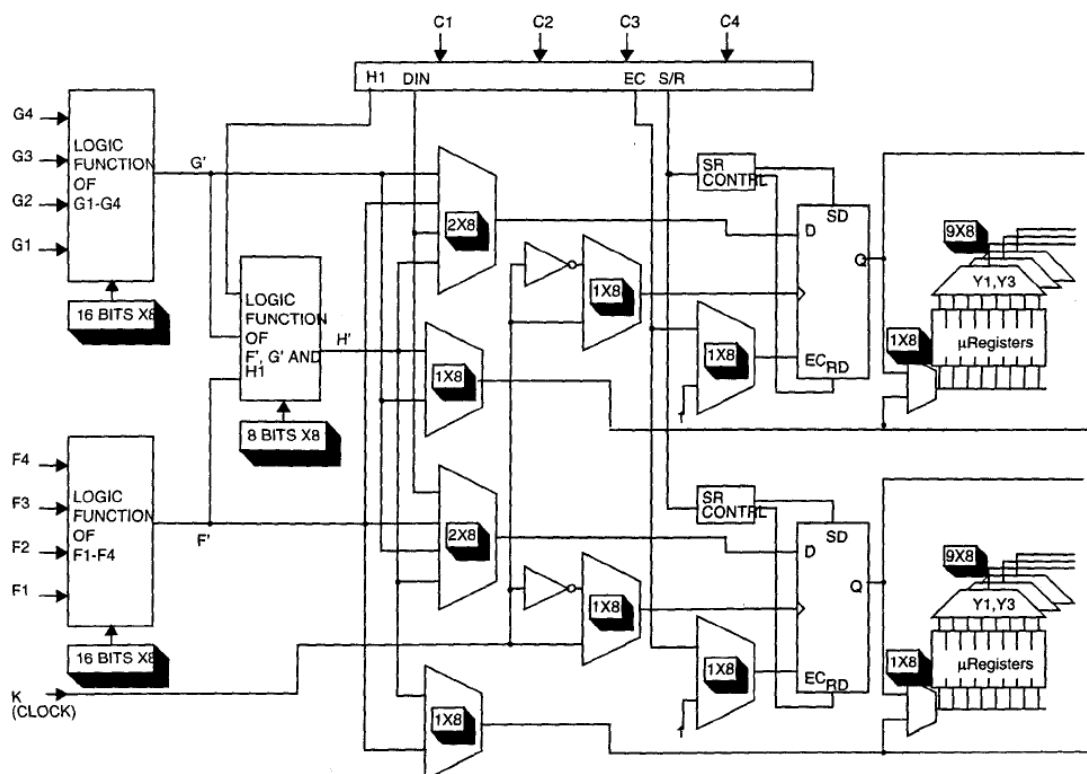 C1 C2 C3 C4
H1 DIN EC S/R
G4
G3
G2
G1
LOGIC
FUNCTION
OF
G1-G4
16 BITS X8
G'
LOGIC
FUNCTION
OF
F', G' AND
H1
8 BITS X8
H'
F4
F3
F2
F1
LOGIC
FUNCTION
OF
F1-F4
16 BITS X8
F'
K
(CLOCK)
2X8
1X8
1X8
2X8
1X8
1X8
SR
CONTRL
1X8
SD
D
Q
EC
RD
9X8
Y1,Y3
1X8
µRegisters
SR
CONTRL
1X8
SD
D
Q
EC
RD
9X8
Y1,Y3
1X8
µRegisters